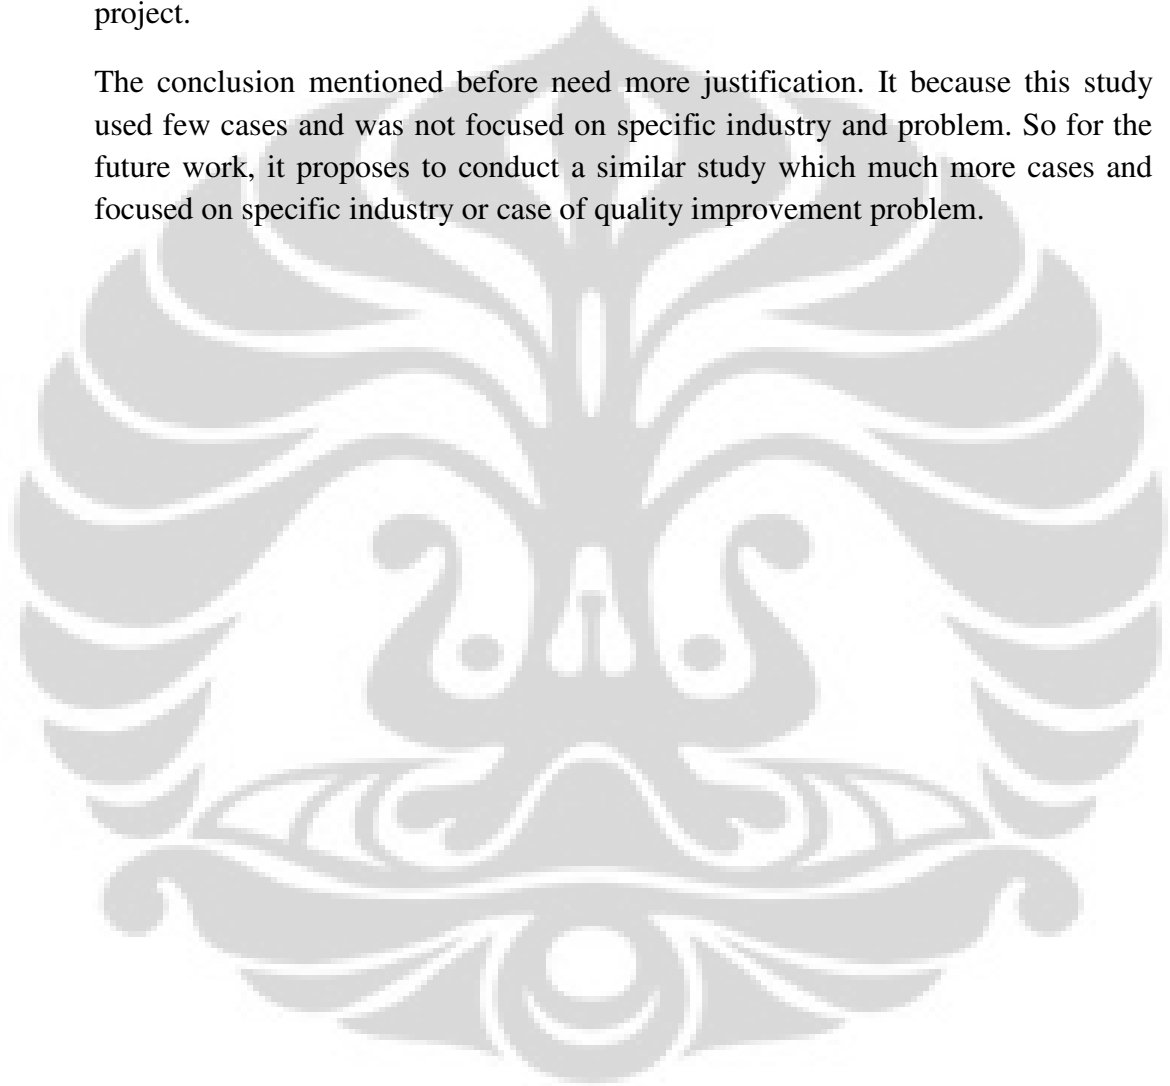 project.
The conclusion mentioned before need more justification. It because this study
used few cases and was not focused on specific industry and problem. So for the
future work, it proposes to conduct a similar study which much more cases and
focused on specific industry or case of quality improvement problem.